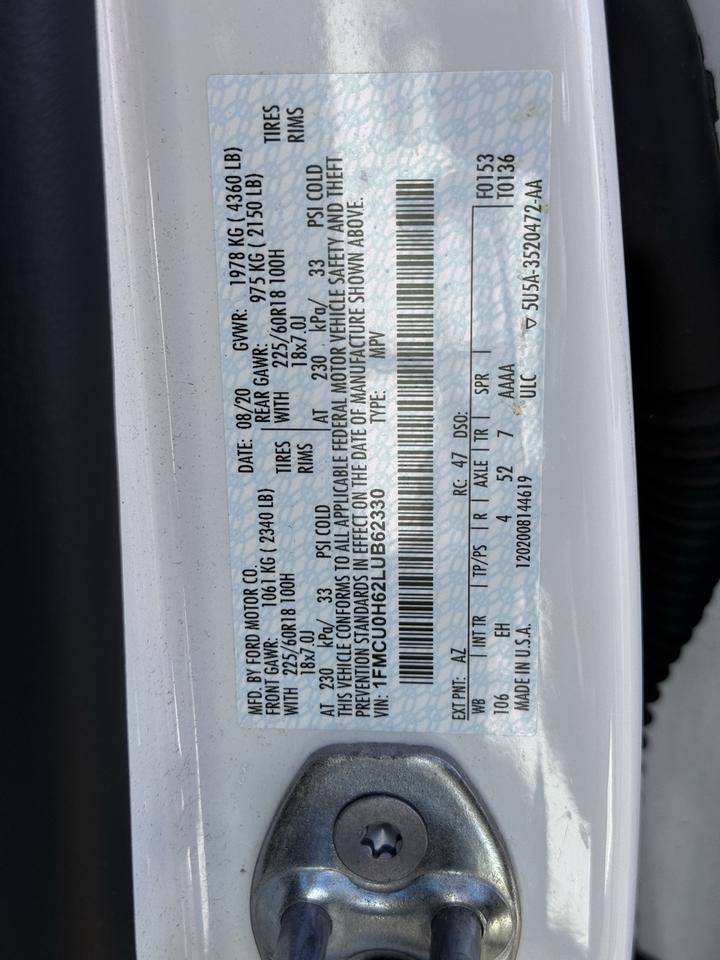 MFD. BY FORD MOTOR CO. DATE: 08/20 GVWR: 1978 KG ( 4360 LB)
FRONT GAWR: 1061 KG ( 2340 LB) REAR GAWR: 975 KG ( 2150 LB)
WITH 225/60R18 100H TIRES WITH 225/60R18 100H TIRES
18x7.0J RIMS 18x7.0J RIMS
AT 230 kPa/ 33 PSI COLD AT 230 kPa/ 33 PSI COLD
THIS VEHICLE CONFORMS TO ALL APPLICABLE FEDERAL MOTOR VEHICLE SAFETY AND THEFT
PREVENTION STANDARDS IN EFFECT ON THE DATE OF MANUFACTURE SHOWN ABOVE.
VIN: 1FMCU0H62LUB62330 TYPE: MPV
EXT PNT: AZ RC: 47 DSO:
WB INT TR TP/PS R AXLE TR SPR F0153
106 EH 4 52 7 AAAA T0136
MADE IN U.S.A. 1202008144619 ULC ▽ 5U5A-3520472-AA